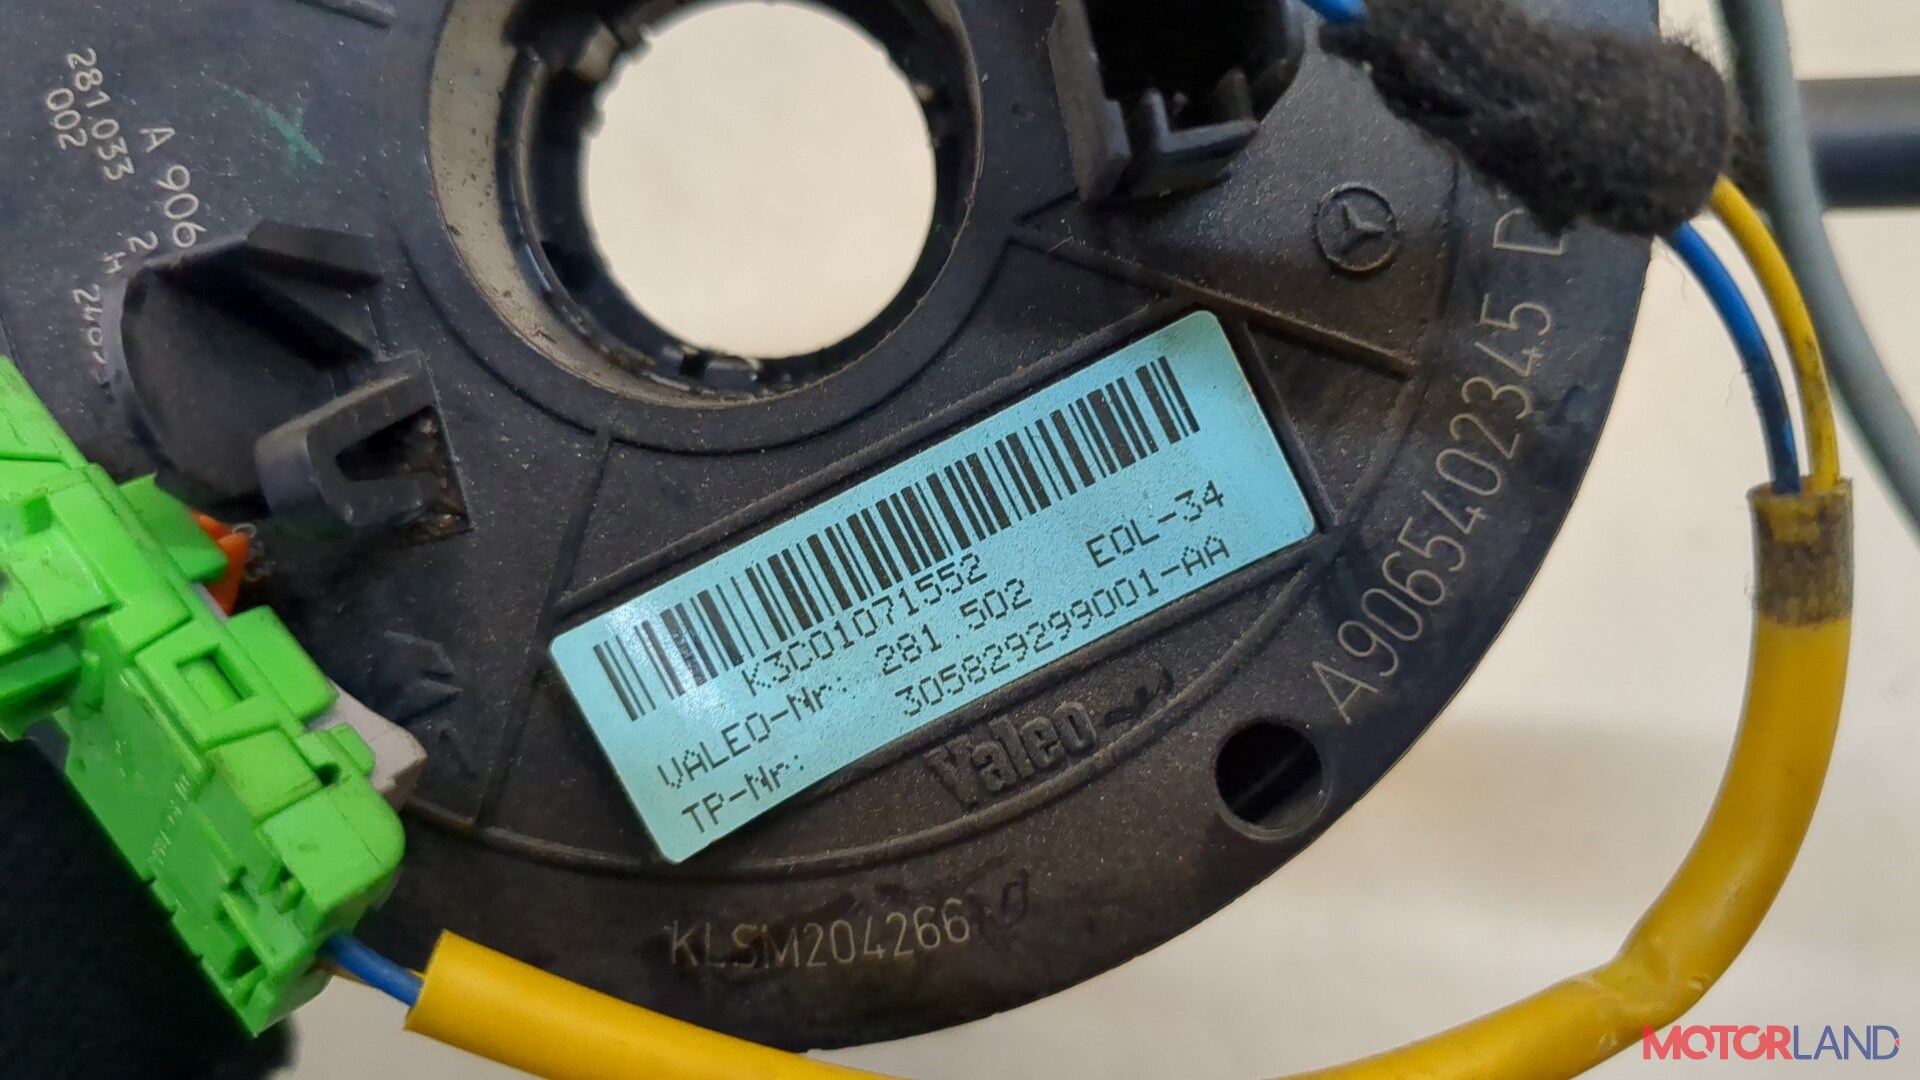 281.033
002
A 906
K3C01071552
VALEO-Nr: 281.502 EOL-34
TP-Nr: 305829299001-AA
Valeo
A9065402345 D
KLSM204266
MOTORLAND